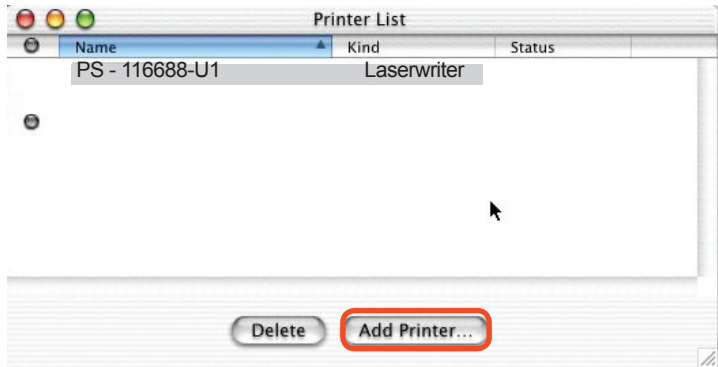 Printer List
Name Kind Status
PS - 116688-U1 Laserwriter
Delete Add Printer...